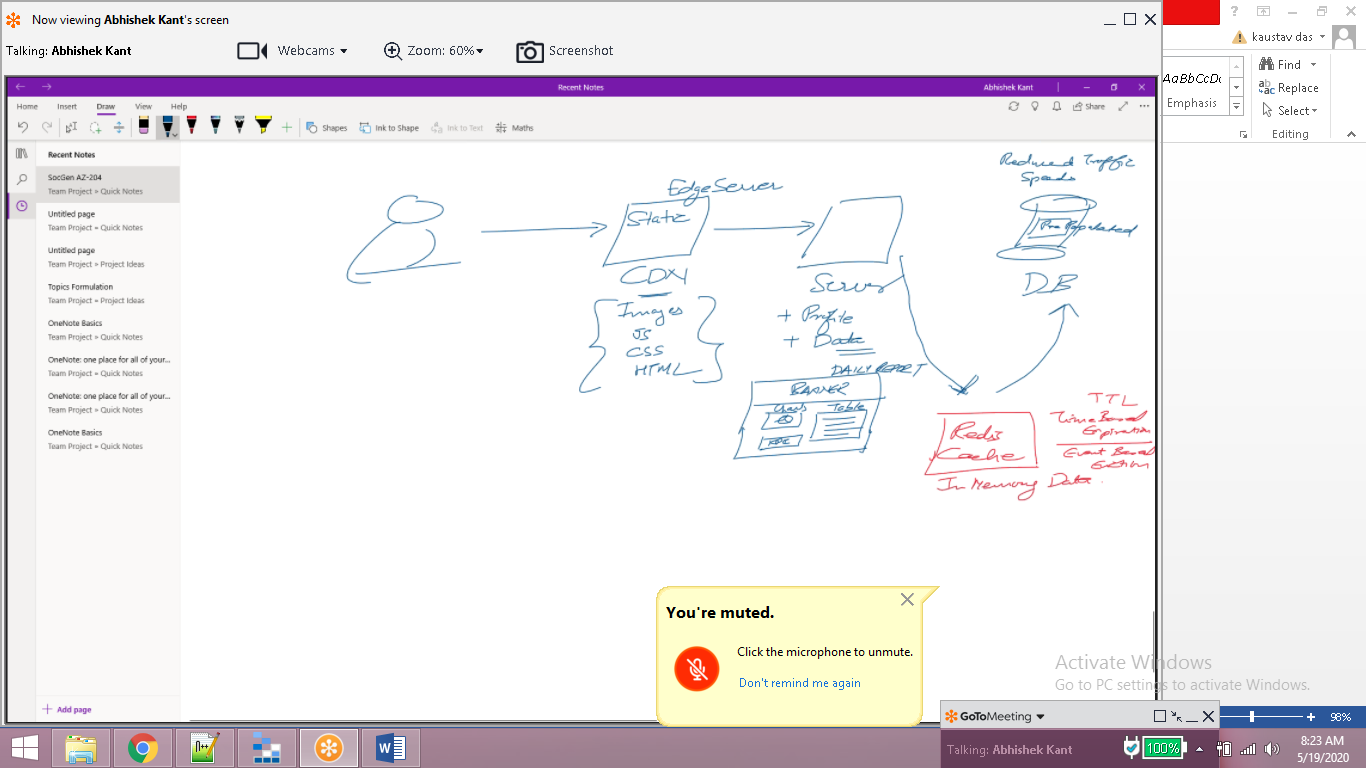 Now viewing Abhishek Kant's screen
Talking: Abhishek Kant
Webcams
Zoom: 60%
Screenshot
kaustav das
AaBbCcDc
Emphasis
Find
Replace
Select
Editing
Recent Notes
Abhishek Kant
Home Insert Draw View Help
Share
Shapes
Ink to Shape
Ink to Text
Maths
Recent Notes
SocGen AZ-204
Team Project » Quick Notes
Untitled page
Team Project » Quick Notes
Untitled page
Team Project » Project Ideas
Topics Formulation
Team Project » Project Ideas
OneNote Basics
Team Project » Quick Notes
OneNote: one place for all of your...
Team Project » Quick Notes
OneNote: one place for all of your...
Team Project » Quick Notes
OneNote Basics
Team Project » Quick Notes
Add page
EdgeServer
Static
Images
JS
CSS
HTML
Server
+ Profile
+ Data
DAILY REPORT
BANNER
Table
Reduced Traffic
Speeds
DB
Redis
Cache
In Memory Data
TTL
Time Based
Expiration
Event Based
You're muted.
Click the microphone to unmute.
Don't remind me again
Activate Windows
Go to PC settings to activate Windows.
GoToMeeting
Talking: Abhishek Kant
100%
98%
8:23 AM
5/19/2020